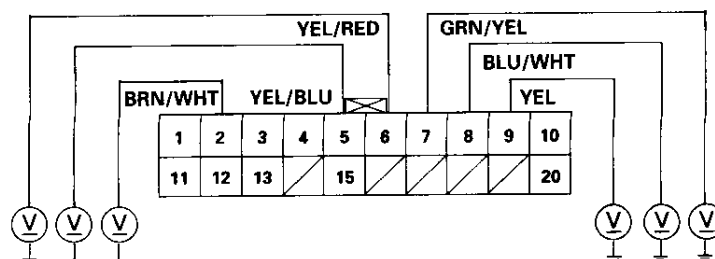 YEL/RED GRN/YEL
BLU/WHT
BRN/WHT YEL/BLU YEL
1 2 3 4 5 6 7 8 9 10
11 12 13 15 20
V V V V V V